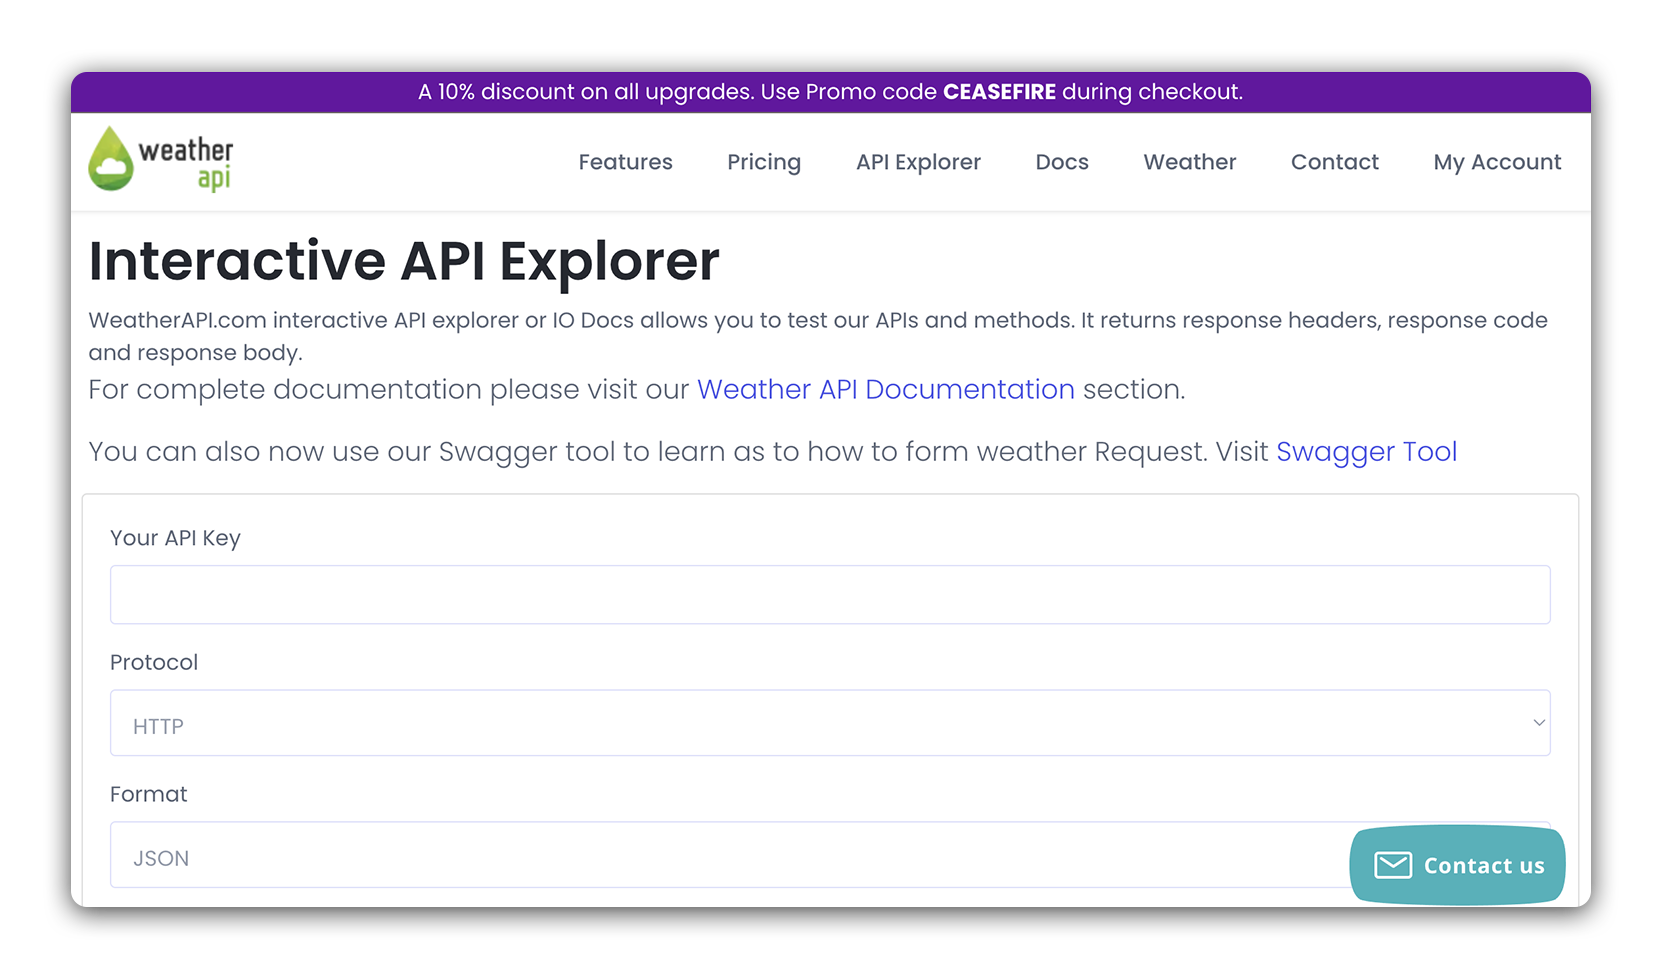 A 10% discount on all upgrades. Use Promo code CEASEFIRE during checkout.
weather
api
Features Pricing API Explorer Docs Weather Contact My Account
Interactive API Explorer
WeatherAPI.com interactive API explorer or IO Docs allows you to test our APIs and methods. It returns response headers, response code
and response body.
For complete documentation please visit our Weather API Documentation section.
You can also now use our Swagger tool to learn as to how to form weather Request. Visit Swagger Tool
Your API Key
Protocol
HTTP
Format
JSON
Contact us